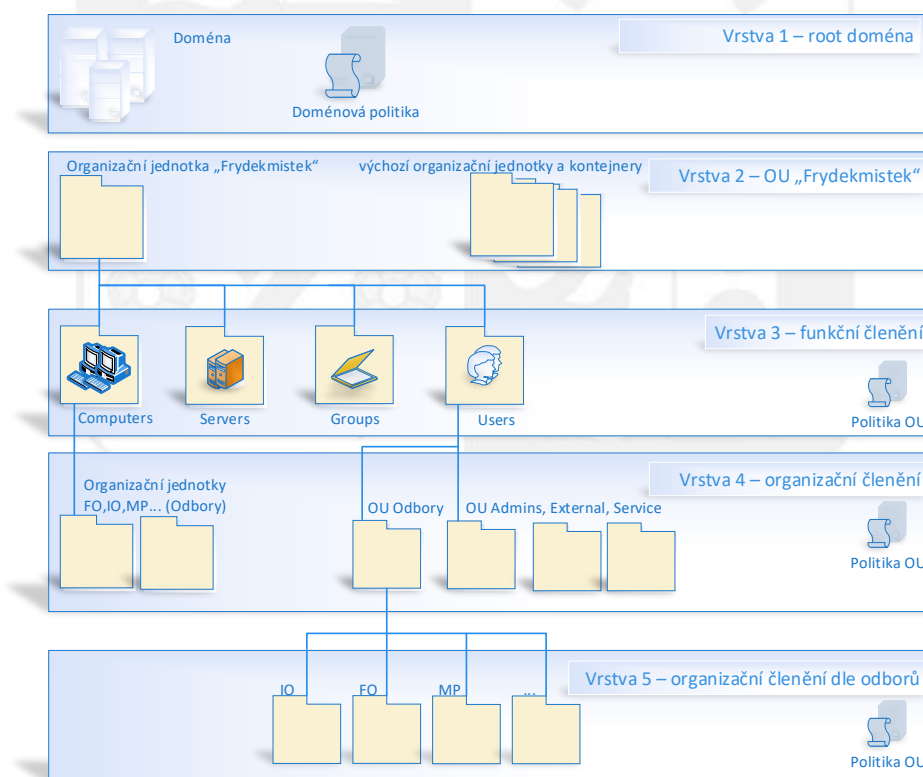 Doména
Vrstva 1 – root doména
Doménová politika
Organizační jednotka „Frydekmistek“
výchozí organizační jednotky a kontejnery
Vrstva 2 – OU „Frydekmistek“
Vrstva 3 – funkční členění
Computers
Servers
Groups
Users
Politika OU
Vrstva 4 – organizační členění
Organizační jednotky
FO,IO,MP... (Odbory)
OU Odbory
OU Admins, External, Service
Politika OU
Vrstva 5 – organizační členění dle odborů
IO
FO
MP
...
Politika OU